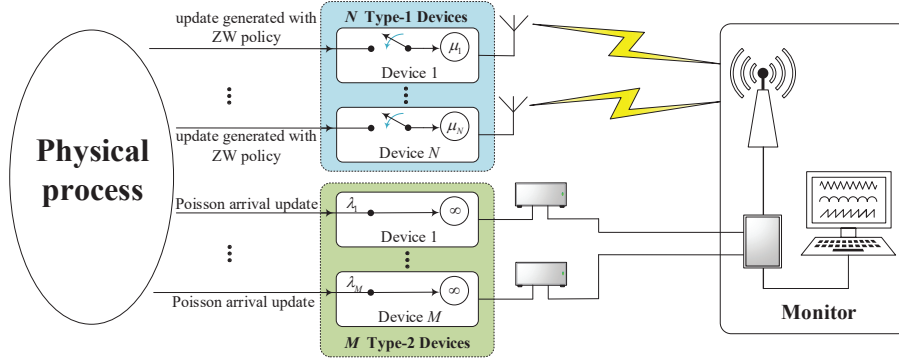 update generated with
ZW policy
N Type-1 Devices
μ1
Device 1
μN
Device N
update generated with
ZW policy
Physical
process
Poisson arrival update
λ1
∞
Device 1
λM
∞
Device M
Poisson arrival update
M Type-2 Devices
Monitor